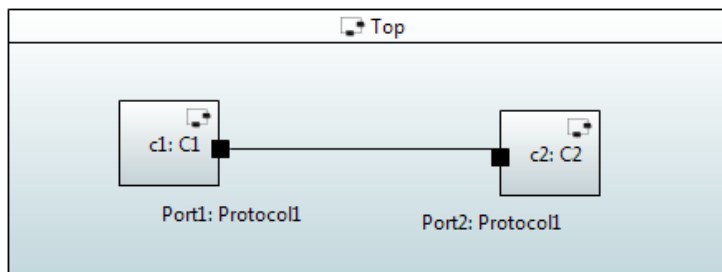 Top
c1: C1
c2: C2
Port1: Protocol1
Port2: Protocol1